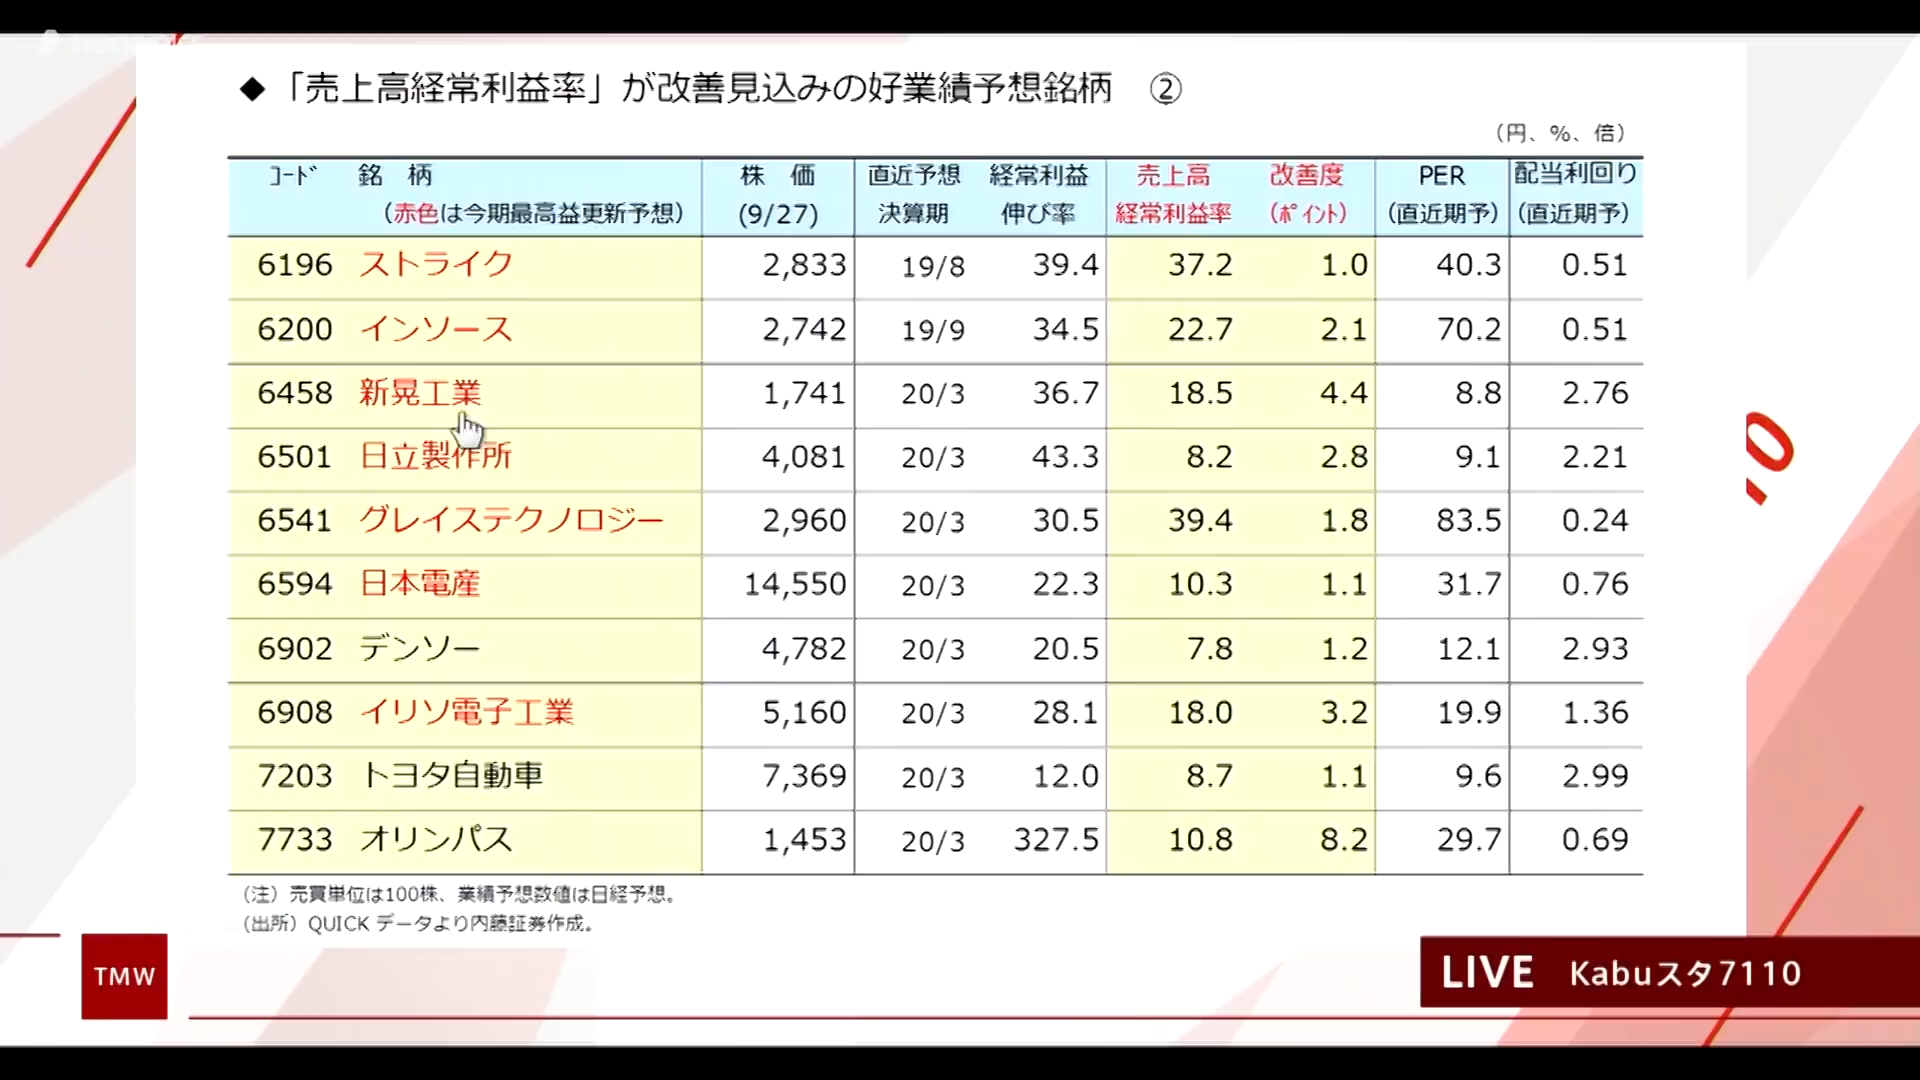 ◆「売上高経常利益率」が改善見込みの好業績予想銘柄 ②
（円、%、倍）
コード 銘柄 株価 直近予想 経常利益 売上高 改善度 PER 配当利回り
（赤色は今期最高益更新予想） (9/27) 決算期 伸び率 経常利益率 （ポイント） （直近期予） （直近期予）
6196 ストライク 2,833 19/8 39.4 37.2 1.0 40.3 0.51
6200 インソース 2,742 19/9 34.5 22.7 2.1 70.2 0.51
6458 新晃工業 1,741 20/3 36.7 18.5 4.4 8.8 2.76
6501 日立製作所 4,081 20/3 43.3 8.2 2.8 9.1 2.21
6541 グレイステクノロジー 2,960 20/3 30.5 39.4 1.8 83.5 0.24
6594 日本電産 14,550 20/3 22.3 10.3 1.1 31.7 0.76
6902 デンソー 4,782 20/3 20.5 7.8 1.2 12.1 2.93
6908 イリソ電子工業 5,160 20/3 28.1 18.0 3.2 19.9 1.36
7203 トヨタ自動車 7,369 20/3 12.0 8.7 1.1 9.6 2.99
7733 オリンパス 1,453 20/3 327.5 10.8 8.2 29.7 0.69
（注）売買単位は100株、業績予想数値は日経予想。
（出所）QUICK データより内藤証券作成。
TMW
LIVE Kabuスタ7110